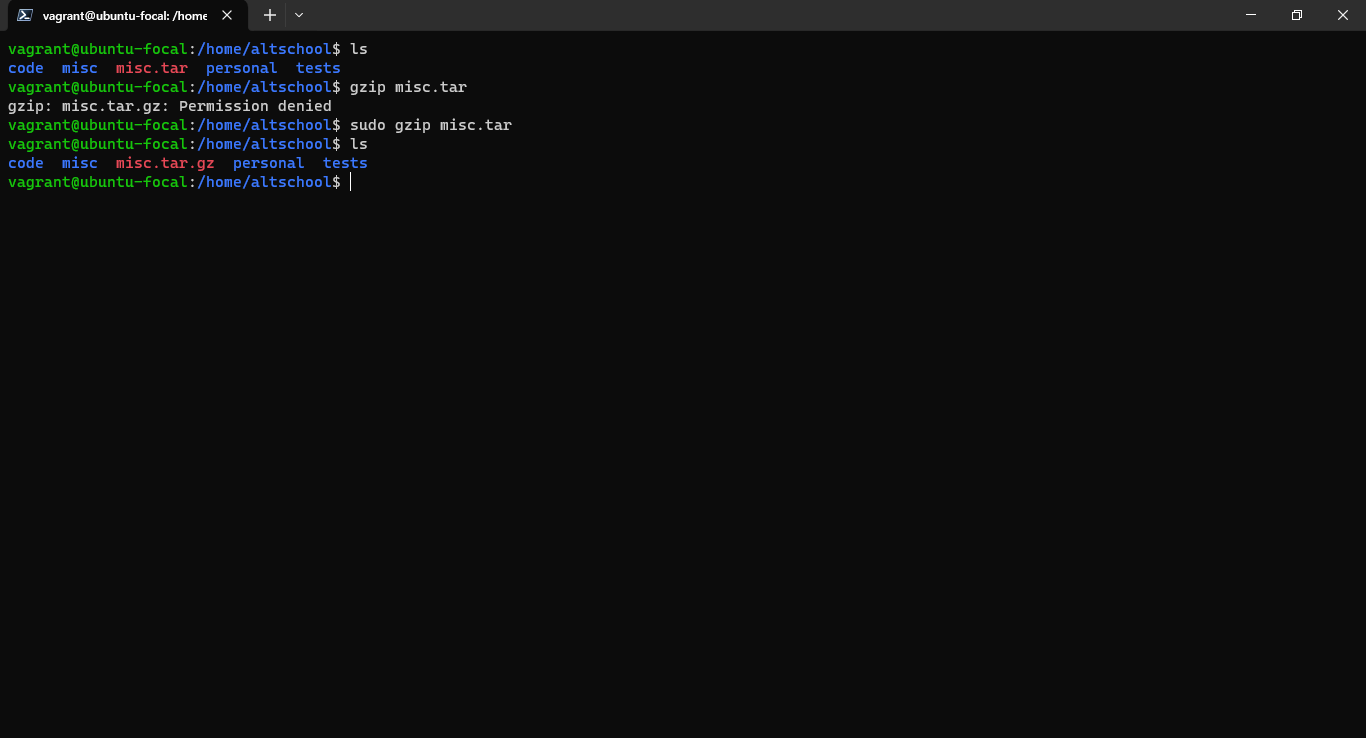 vagrant@ubuntu-focal: /home
vagrant@ubuntu-focal:/home/altschool$ ls
code  misc  misc.tar  personal  tests
vagrant@ubuntu-focal:/home/altschool$ gzip misc.tar
gzip: misc.tar.gz: Permission denied
vagrant@ubuntu-focal:/home/altschool$ sudo gzip misc.tar
vagrant@ubuntu-focal:/home/altschool$ ls
code  misc  misc.tar.gz  personal  tests
vagrant@ubuntu-focal:/home/altschool$